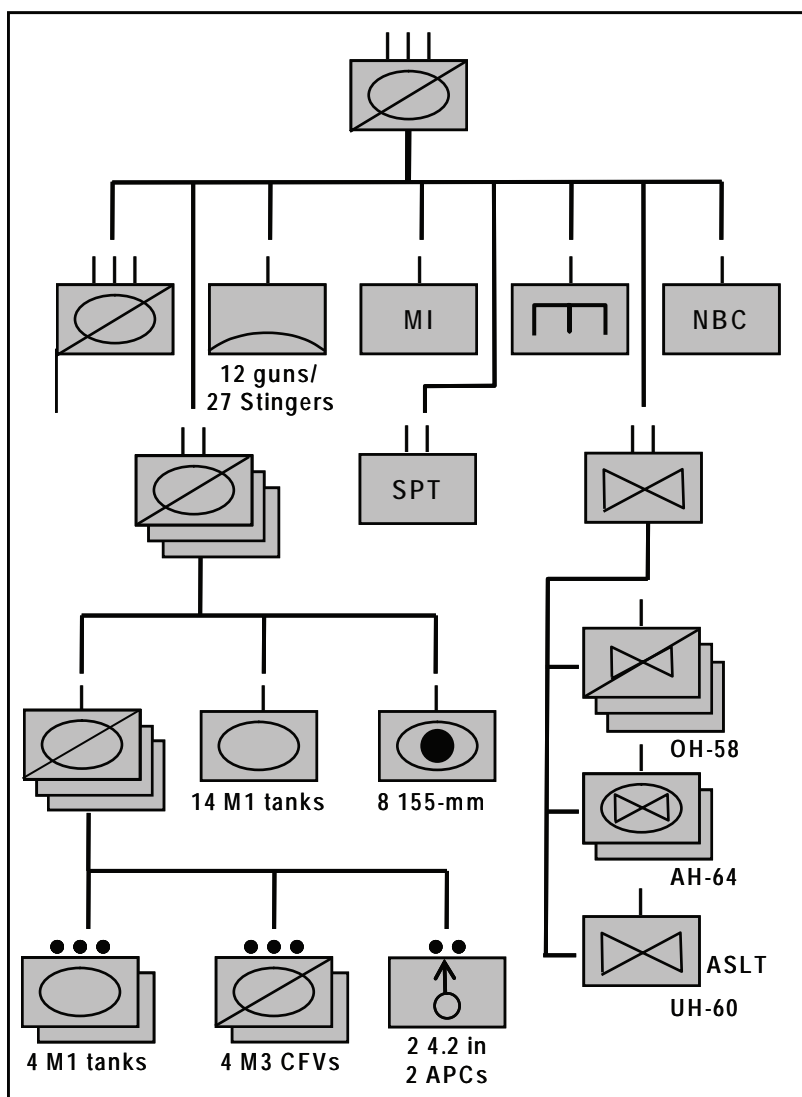 MI
NBC
12 guns/
27 Stingers
SPT
OH-58
14 M1 tanks
8 155-mm
AH-64
ASLT
UH-60
4 M1 tanks
4 M3 CFVs
2 4.2 in
2 APCs